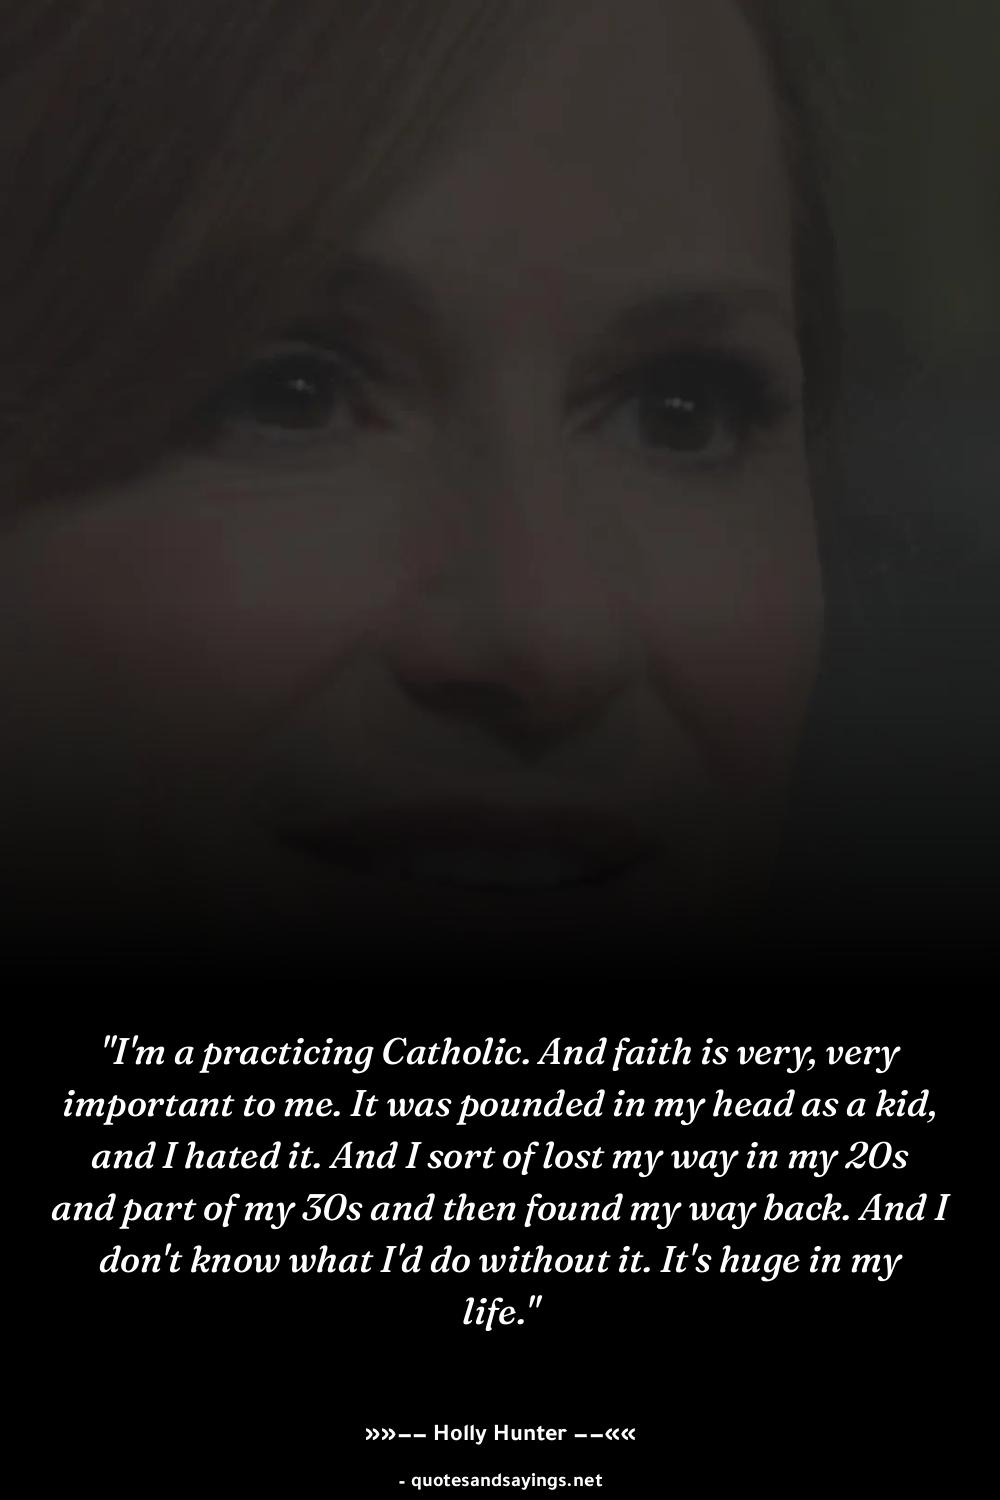 "I'm a practicing Catholic. And faith is very, very
important to me. It was pounded in my head as a kid,
and I hated it. And I sort of lost my way in my 20s
and part of my 30s and then found my way back. And I
don't know what I'd do without it. It's huge in my
life."
»»−− Holly Hunter −−««
- quotesandsayings.net